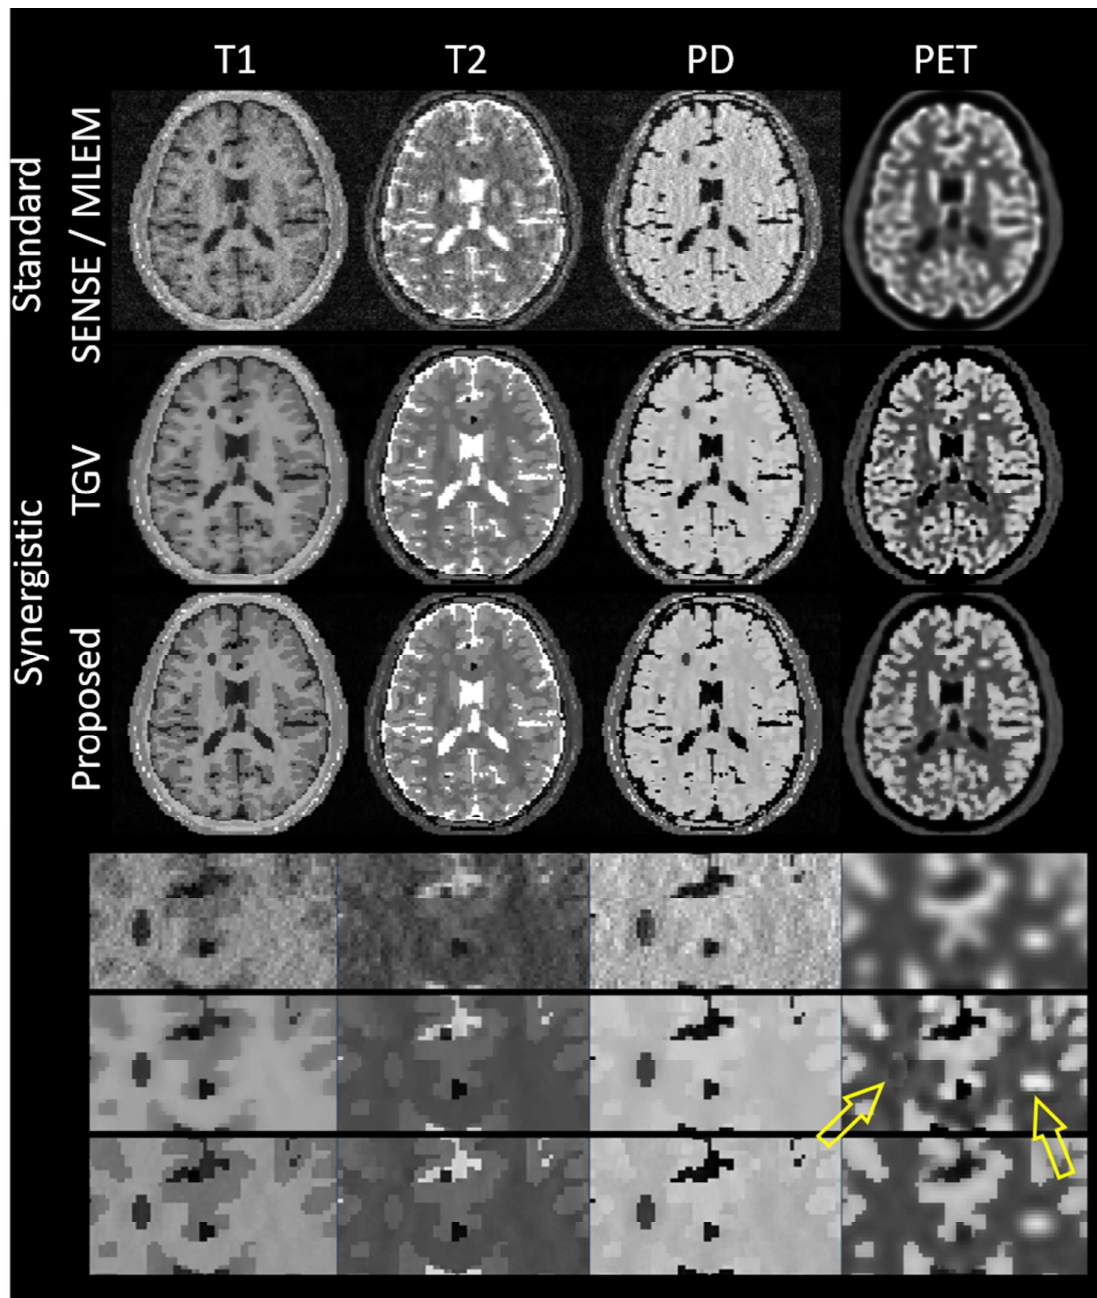 T1 T2 PD PET
Standard
SENSE / MLEM
Synergistic
TGV
Proposed